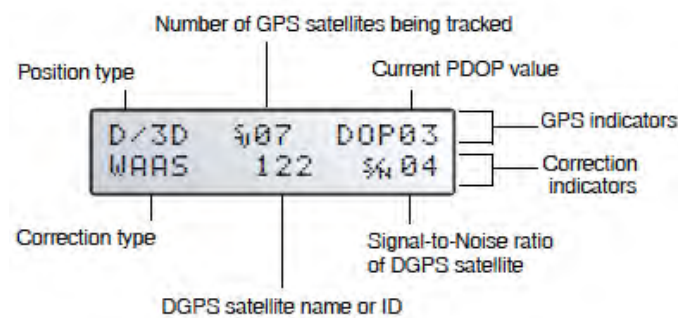 Number of GPS satellites being tracked
Position type
Current PDOP value
D/3D SV07 DOP03
GPS indicators
WAAS 122 S/N 04
Correction
indicators
Correction type
Signal-to-Noise ratio
of DGPS satellite
DGPS satellite name or ID